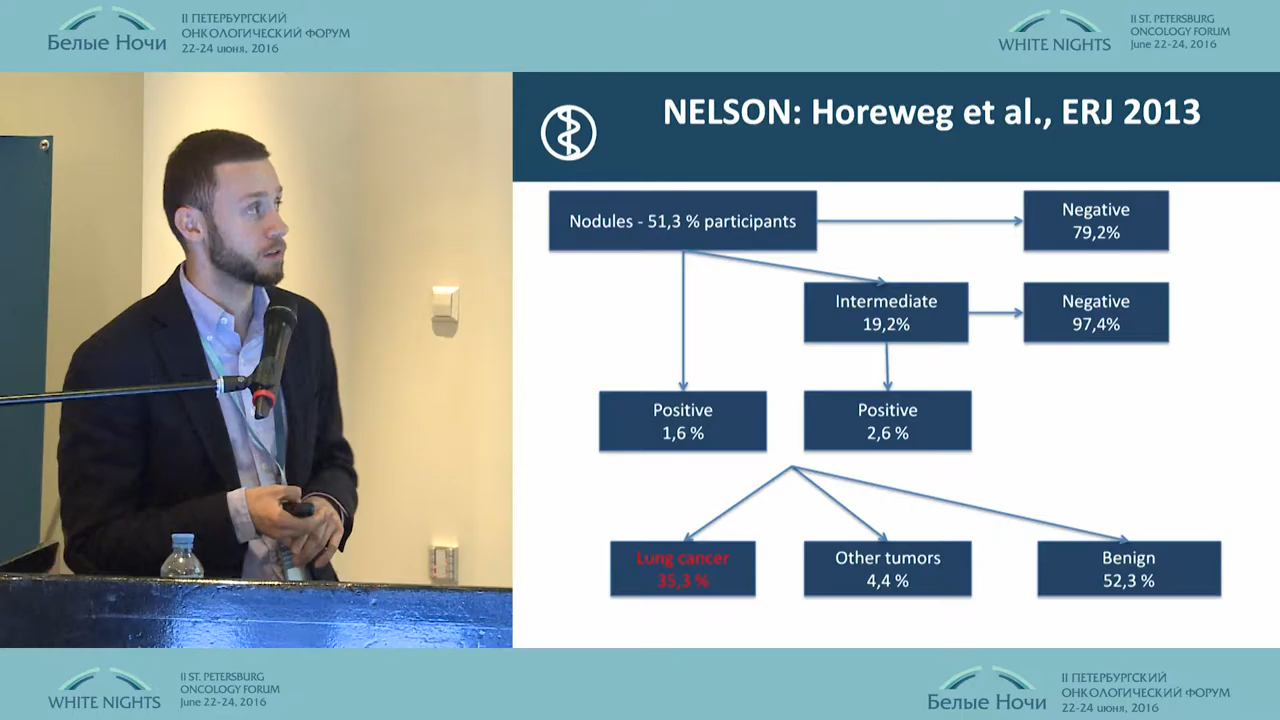 Белые Ночи
II ПЕТЕРБУРГСКИЙ
ОНКОЛОГИЧЕСКИЙ ФОРУМ
22-24 июня, 2016
WHITE NIGHTS
II ST. PETERSBURG
ONCOLOGY FORUM
June 22-24, 2016
NELSON: Horeweg et al., ERJ 2013
Nodules - 51,3 % participants
Negative
79,2%
Intermediate
19,2%
Negative
97,4%
Positive
1,6 %
Positive
2,6 %
Lung cancer
35,3 %
Other tumors
4,4 %
Benign
52,3 %
WHITE NIGHTS
II ST. PETERSBURG
ONCOLOGY FORUM
June 22-24, 2016
Белые Ночи
II ПЕТЕРБУРГСКИЙ
ОНКОЛОГИЧЕСКИЙ ФОРУМ
22-24 июня, 2016